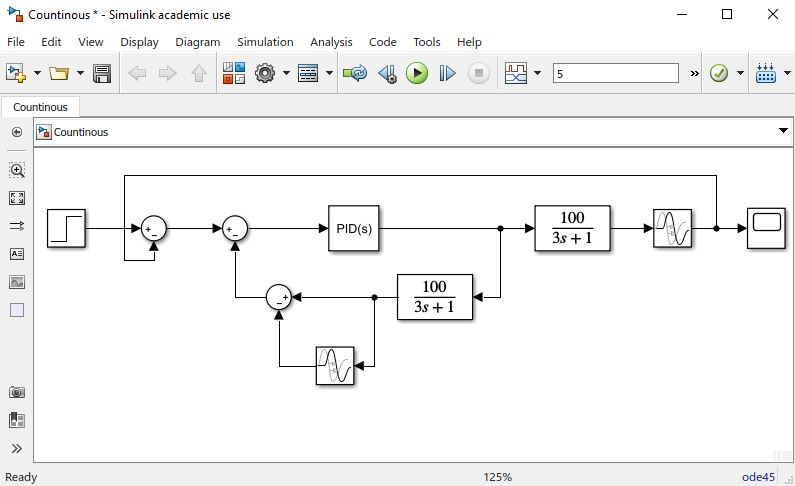 Countinous * - Simulink academic use
File Edit View Display Diagram Simulation Analysis Code Tools Help
5
»
Countinous
Countinous
PID(s)
100
3s + 1
100
3s + 1
+
−
+
−
+
−
A≡
»
Ready 125% ode45